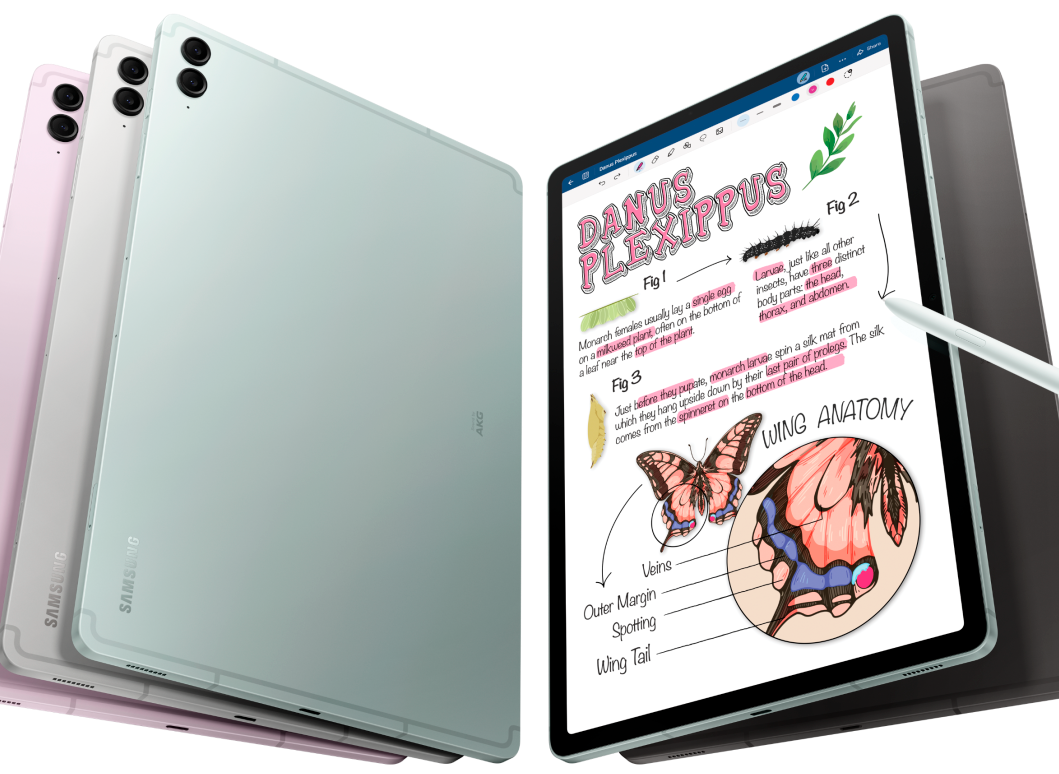 SAMSUNG
SAMSUNG
AKG
Danus Plexippus
Share
DANUS
PLEXIPPUS
Fig 1
Fig 2
Monarch females usually lay a single egg
on a milkweed plant, often on the bottom of
a leaf near the top of the plant.
Larvae, just like all other
insects, have three distinct
body parts: the head,
thorax, and abdomen.
Fig 3
Just before they pupate, monarch larvae spin a silk mat from
which they hang upside down by their last pair of prolegs. The silk
comes from the spinneret on the bottom of the head.
WING ANATOMY
Veins
Outer Margin
Spotting
Wing Tail